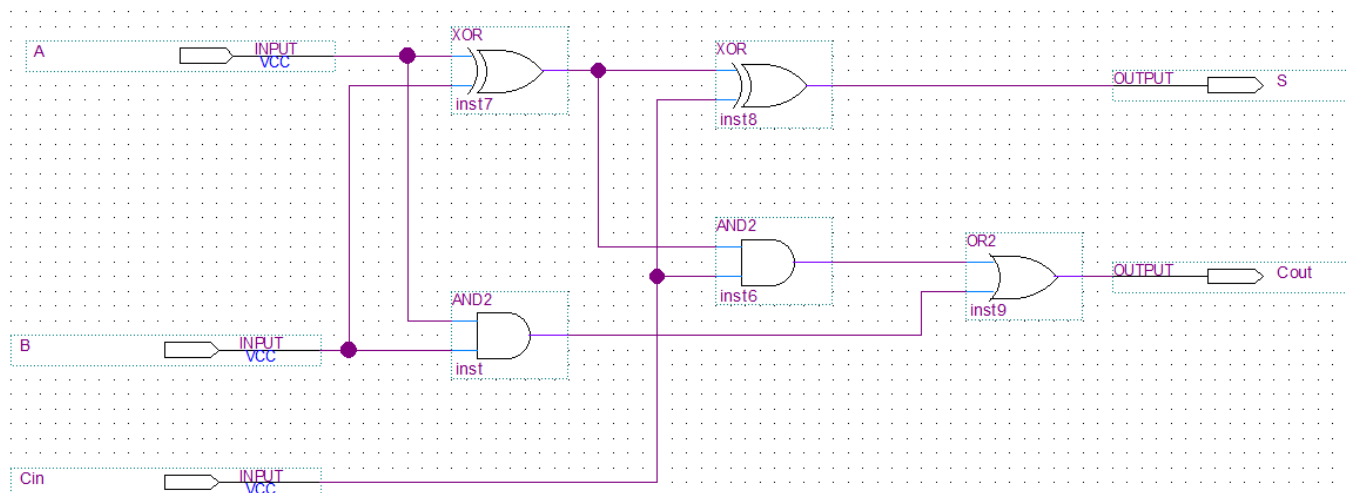 A
INPUT
VCC
XOR
inst7
XOR
inst8
OUTPUT
S
AND2
inst6
OR2
inst9
OUTPUT
Cout
AND2
inst
B
INPUT
VCC
Cin
INPUT
VCC